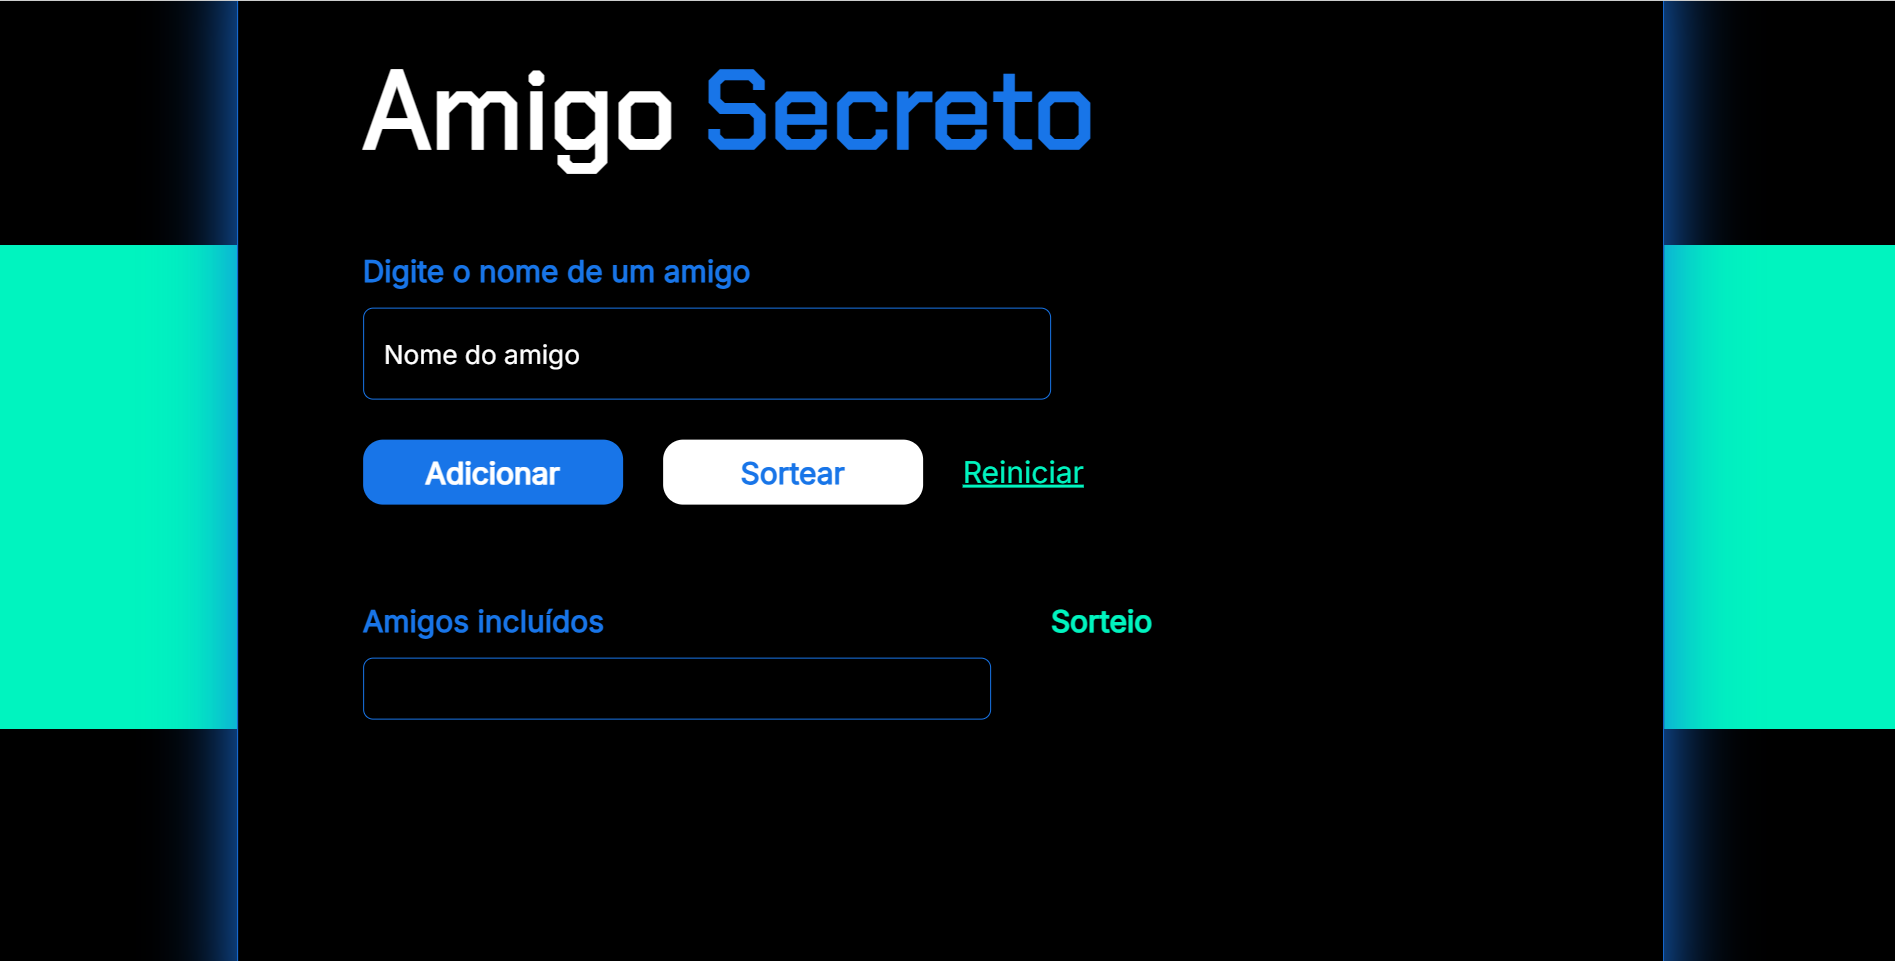 Amigo Secreto
Digite o nome de um amigo
Nome do amigo
Adicionar Sortear Reiniciar
Amigos incluídos Sorteio